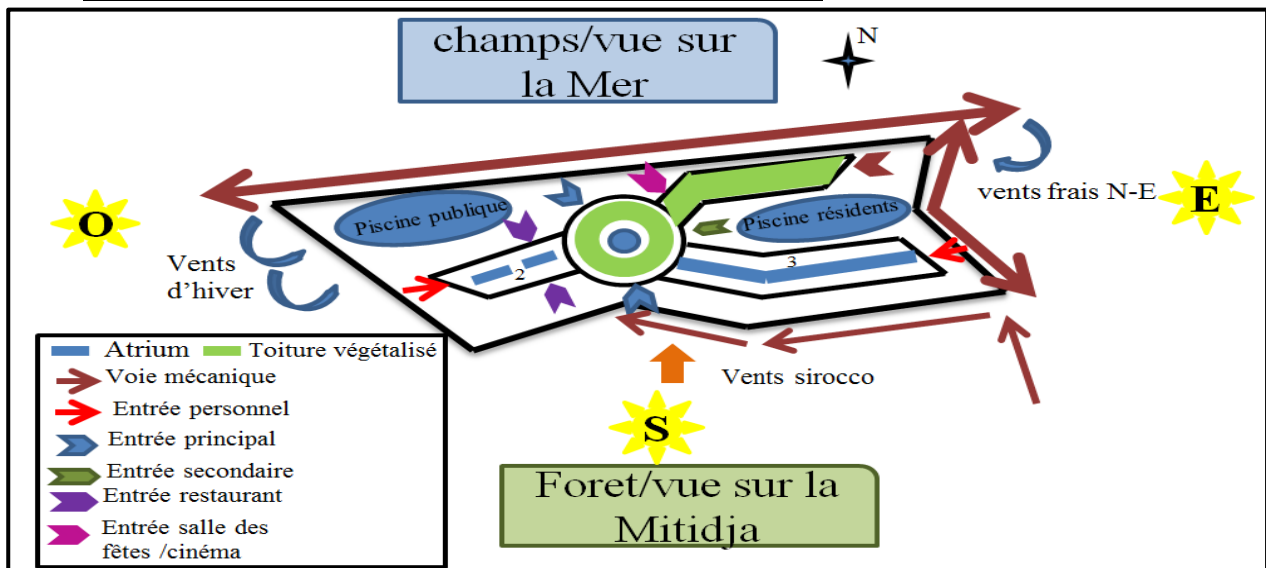 champs/vue sur
la Mer
N
O
E
S
vents frais N-E
Piscine publique
Piscine résidents
2
3
Vents
d'hiver
Vents sirocco
Atrium
Toiture végétalisé
Voie mécanique
Entrée personnel
Entrée principal
Entrée secondaire
Entrée restaurant
Entrée salle des
fêtes /cinéma
Foret/vue sur la
Mitidja